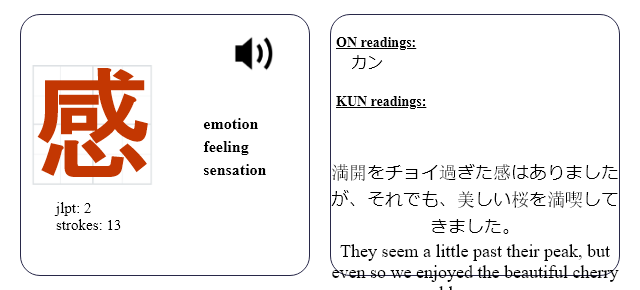 感
emotion
feeling
sensation
jlpt: 2
strokes: 13
ON readings:
カン
KUN readings:
満開をチョイ過ぎた感はありました
が、それでも、美しい桜を満喫して
きました。
They seem a little past their peak, but
even so we enjoyed the beautiful cherry